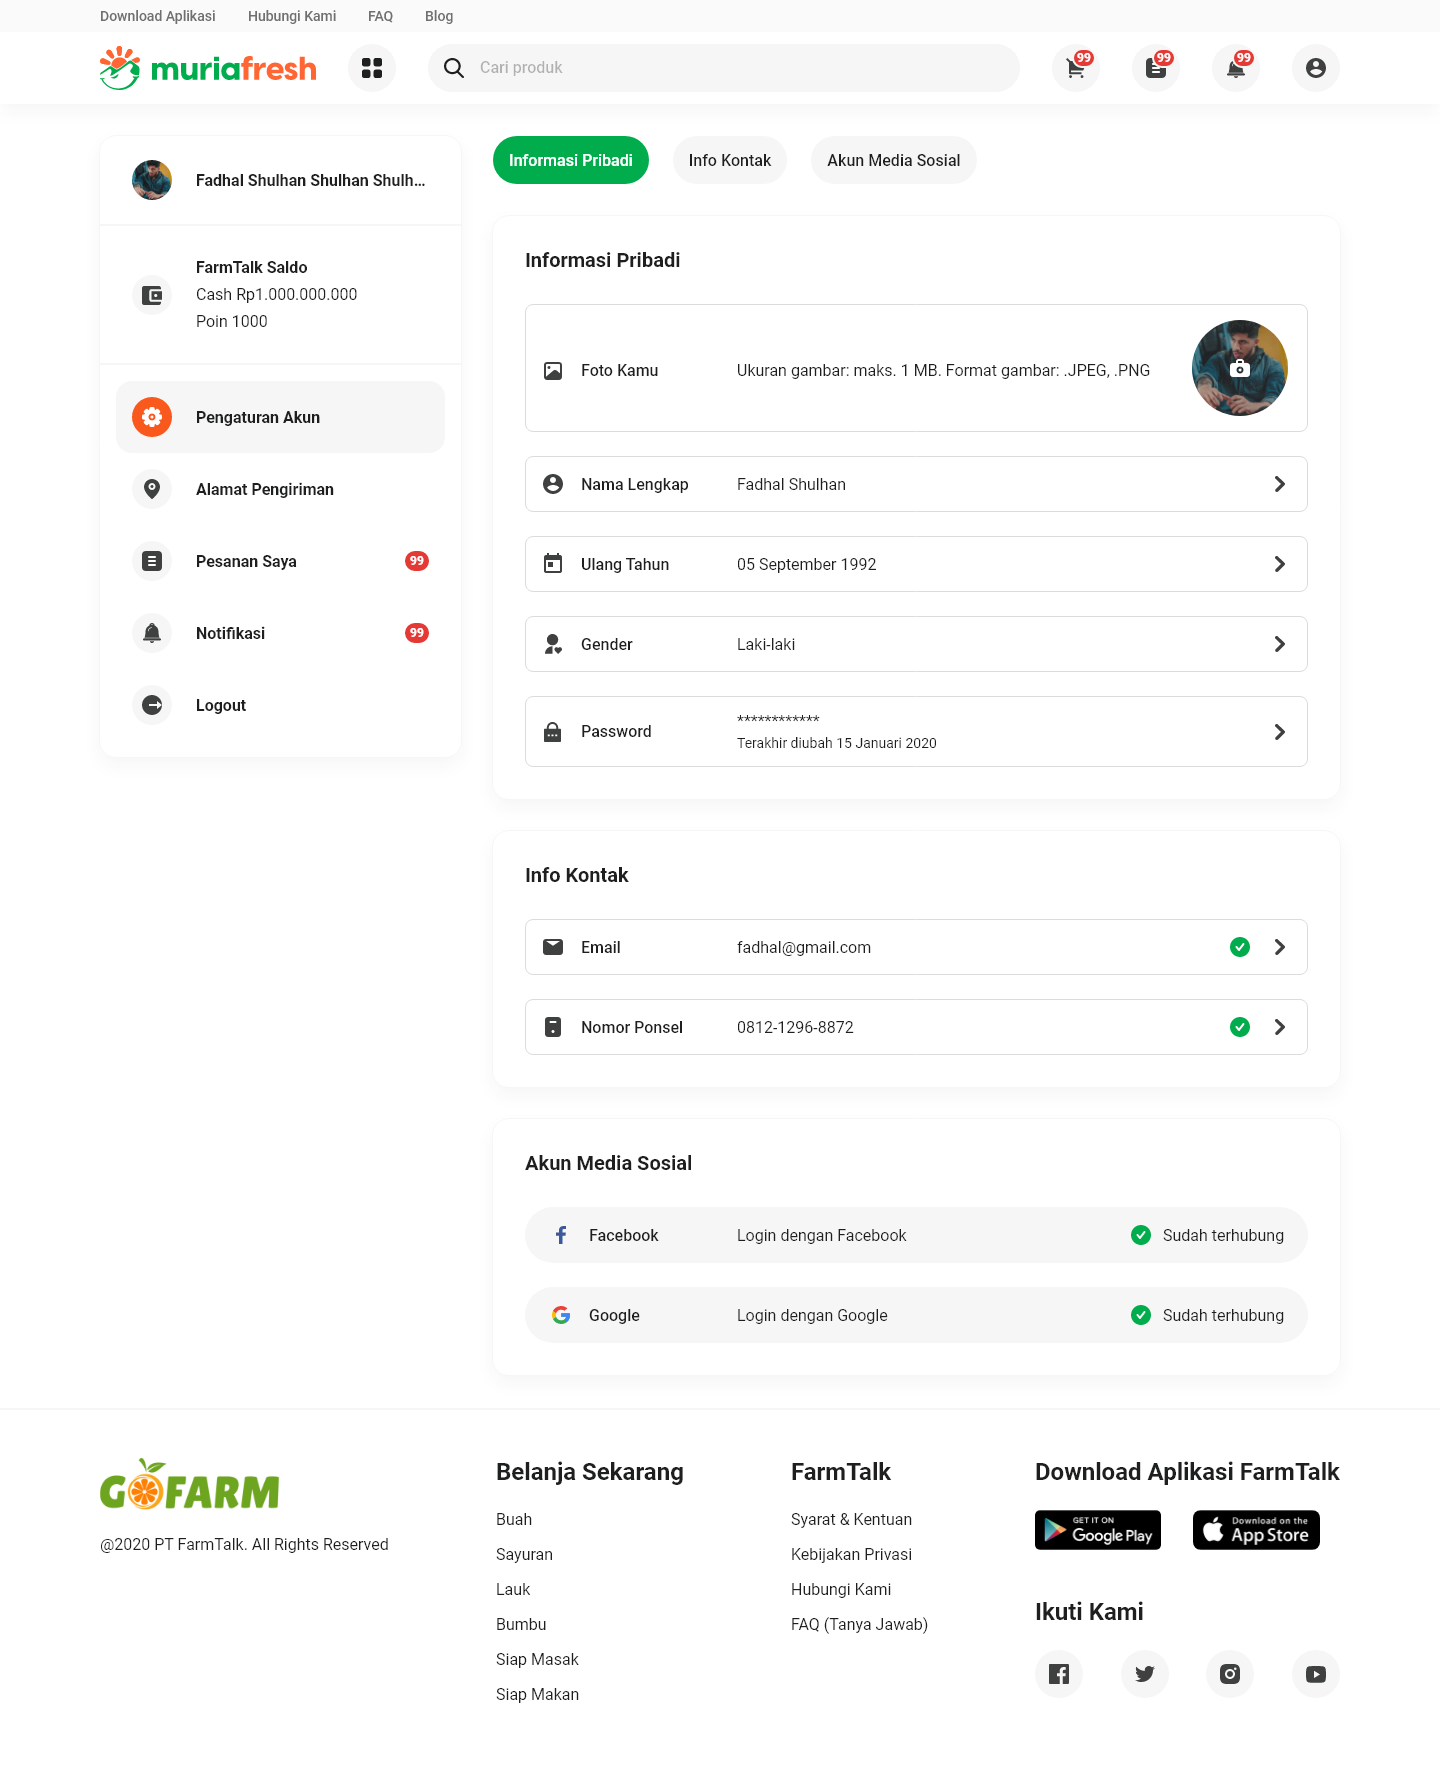 Download Aplikasi Hubungi Kami FAQ Blog
muriafresh
Cari produk
99
99
99
Fadhal Shulhan Shulhan Shulh...
FarmTalk Saldo
Cash Rp1.000.000.000
Poin 1000
Pengaturan Akun
Alamat Pengiriman
Pesanan Saya 99
Notifikasi 99
Logout
Informasi Pribadi Info Kontak Akun Media Sosial
Informasi Pribadi
Foto Kamu Ukuran gambar: maks. 1 MB. Format gambar: .JPEG, .PNG
Nama Lengkap Fadhal Shulhan
Ulang Tahun 05 September 1992
Gender Laki-laki
Password ************
Terakhir diubah 15 Januari 2020
Info Kontak
Email fadhal@gmail.com
Nomor Ponsel 0812-1296-8872
Akun Media Sosial
Facebook Login dengan Facebook Sudah terhubung
Google Login dengan Google Sudah terhubung
GOFARM
@2020 PT FarmTalk. All Rights Reserved
Belanja Sekarang
Buah
Sayuran
Lauk
Bumbu
Siap Masak
Siap Makan
FarmTalk
Syarat & Kentuan
Kebijakan Privasi
Hubungi Kami
FAQ (Tanya Jawab)
Download Aplikasi FarmTalk
GET IT ON
Google Play
Download on the
App Store
Ikuti Kami